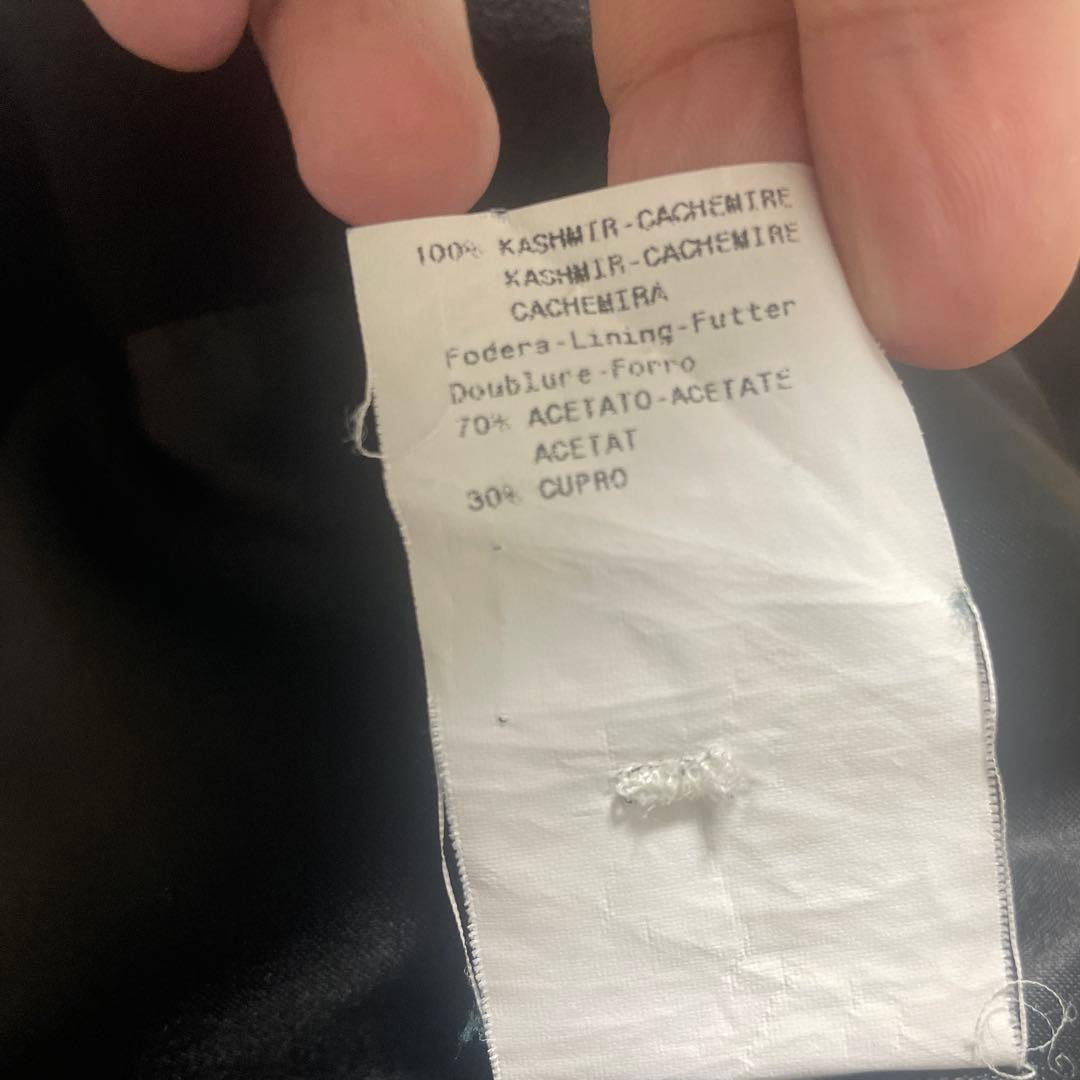 100% KASHMIR-CACHEMIRE
KASHMIR-CACHEMIRE
CACHEMIRA
Fodera-Lining-Futter
Doublure-Forro
70% ACETATO-ACETATE
ACETAT
30% CUPRO